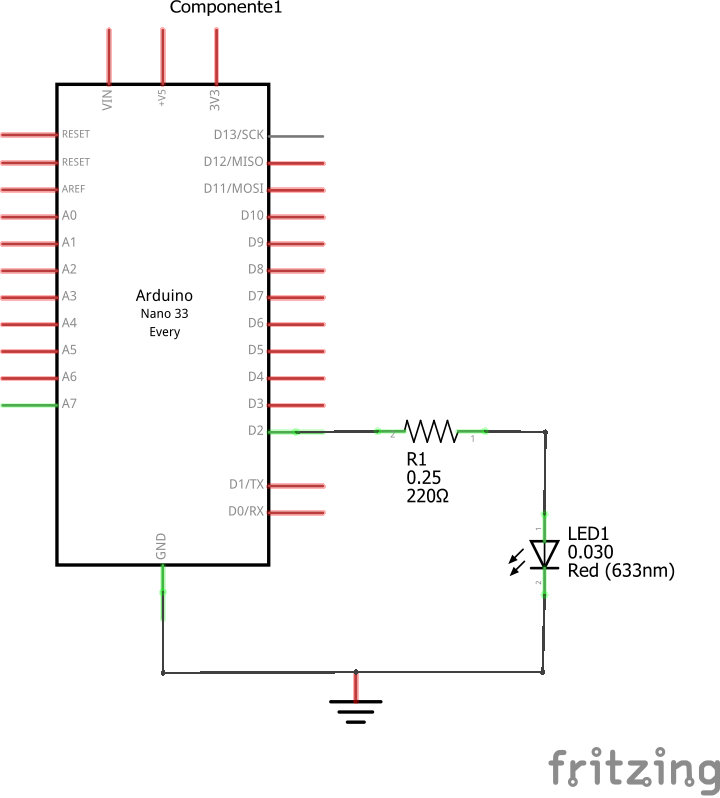 Componente1
VIN
+V5
3V3
RESET
D13/SCK
RESET
D12/MISO
AREF
D11/MOSI
A0
D10
A1
D9
A2
D8
A3
D7
Arduino
Nano 33
Every
A4
D6
A5
D5
A6
D4
A7
D3
D2
2
1
R1
0.25
220Ω
D1/TX
D0/RX
GND
1
LED1
0.030
Red (633nm)
2
fritzing